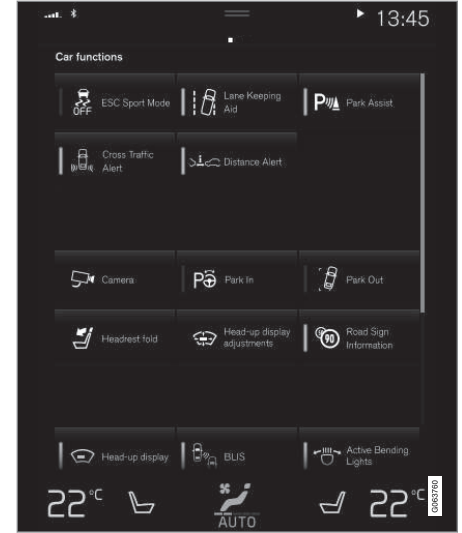 13:45
Car functions
OFF
ESC Sport Mode
Lane Keeping
Aid
P
Park Assist
Cross Traffic
Alert
Distance Alert
Camera
P
Park In
Park Out
Headrest fold
Head-up display
adjustments
90
Road Sign
Information
Head-up display
BLIS
Active Bending
Lights
22°C
AUTO
22°C
G063760